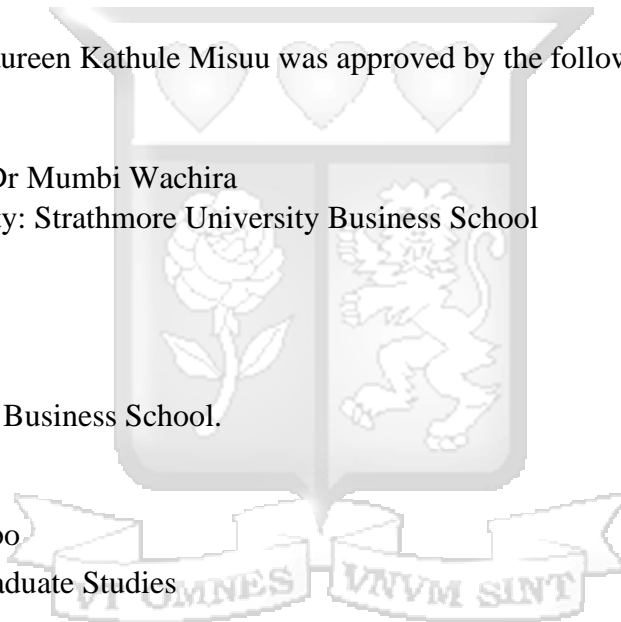 ureen Kathule Misuu was approved by the follow
Dr Mumbi Wachira
y: Strathmore University Business School
Business School.
oo
aduate Studies
VT OMNES VNVM SINT